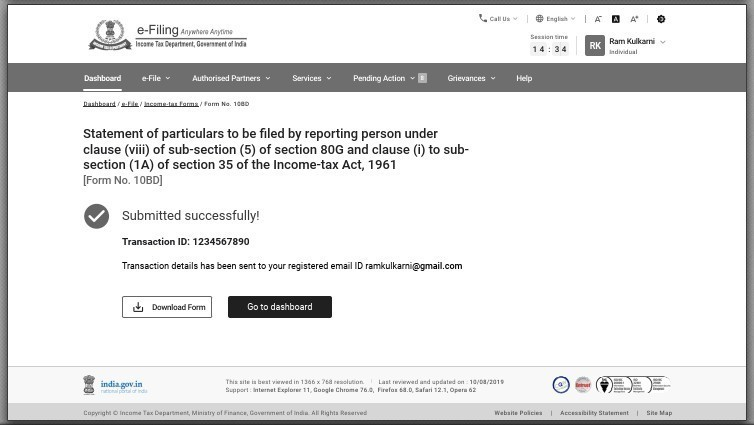 e-Filing Anywhere Anytime
Income Tax Department, Government of India
Call Us
English
A-
A
A+
Session time
14 : 34
RK
Ram Kulkarni
Individual
Dashboard
e-File
Authorised Partners
Services
Pending Action
Grievances
Help
Dashboard / e-File / Income-tax Forms / Form No. 10BD
Statement of particulars to be filed by reporting person under
clause (viii) of sub-section (5) of section 80G and clause (i) to sub-
section (1A) of section 35 of the Income-tax Act, 1961
[Form No. 10BD]
Submitted successfully!
Transaction ID: 1234567890
Transaction details has been sent to your registered email ID ramkulkarni@gmail.com
Download Form
Go to dashboard
india.gov.in
national portal of india
This site is best viewed in 1366 x 768 resolution.
Last reviewed and updated on : 10/08/2019
Support : Internet Explorer 11, Google Chrome 76.0, Firefox 68.0, Safari 12.1, Opera 62
Copyright © Income Tax Department, Ministry of Finance, Government of India. All Rights Reserved
Website Policies | Accessibility Statement | Site Map